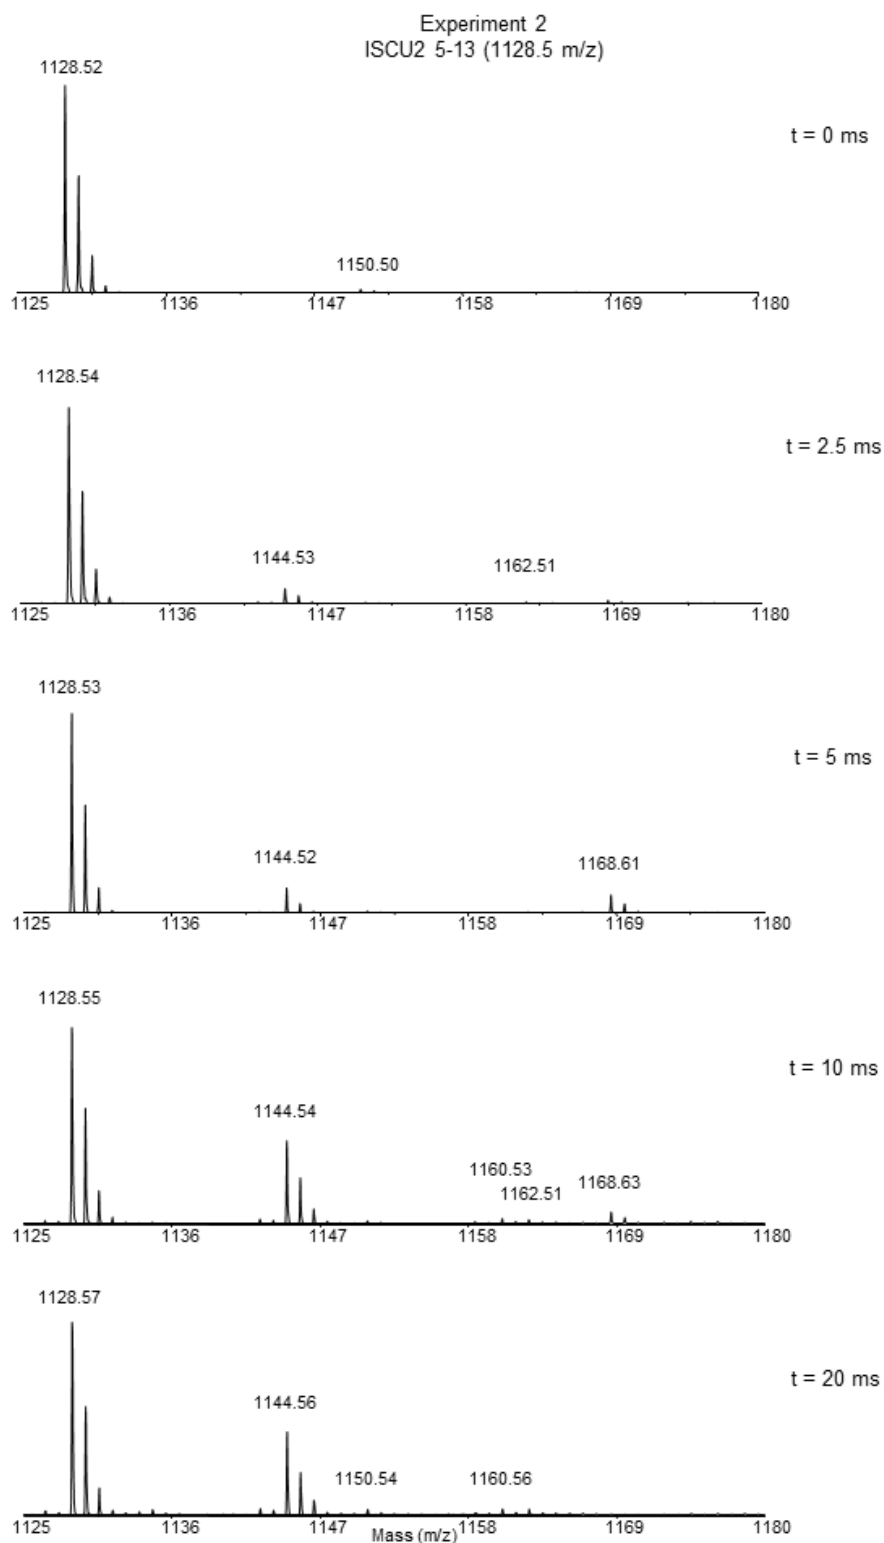 Experiment 2
ISCU2 5-13 (1128.5 m/z)
1128.52
t = 0 ms
1150.50
1125 1136 1147 1158 1169 1180
1128.54
t = 2.5 ms
1144.53 1162.51
1125 1136 1147 1158 1169 1180
1128.53
t = 5 ms
1144.52 1168.61
1125 1136 1147 1158 1169 1180
1128.55
t = 10 ms
1144.54
1160.53
1162.51 1168.63
1125 1136 1147 1158 1169 1180
1128.57
t = 20 ms
1144.56
1150.54 1160.56
1125 1136 1147 1158 1169 1180
Mass (m/z)